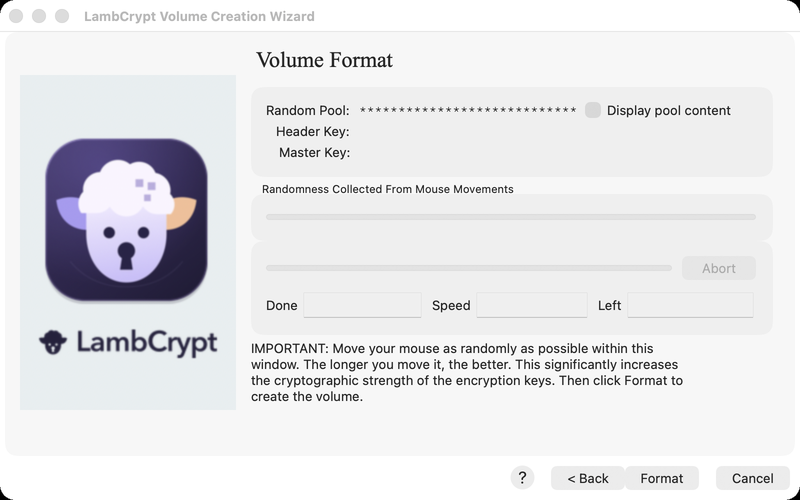 LambCrypt Volume Creation Wizard
Volume Format
Random Pool: **************************** Display pool content
Header Key:
Master Key:
Randomness Collected From Mouse Movements
Abort
Done Speed Left
LambCrypt
IMPORTANT: Move your mouse as randomly as possible within this
window. The longer you move it, the better. This significantly increases
the cryptographic strength of the encryption keys. Then click Format to
create the volume.
? < Back Format Cancel